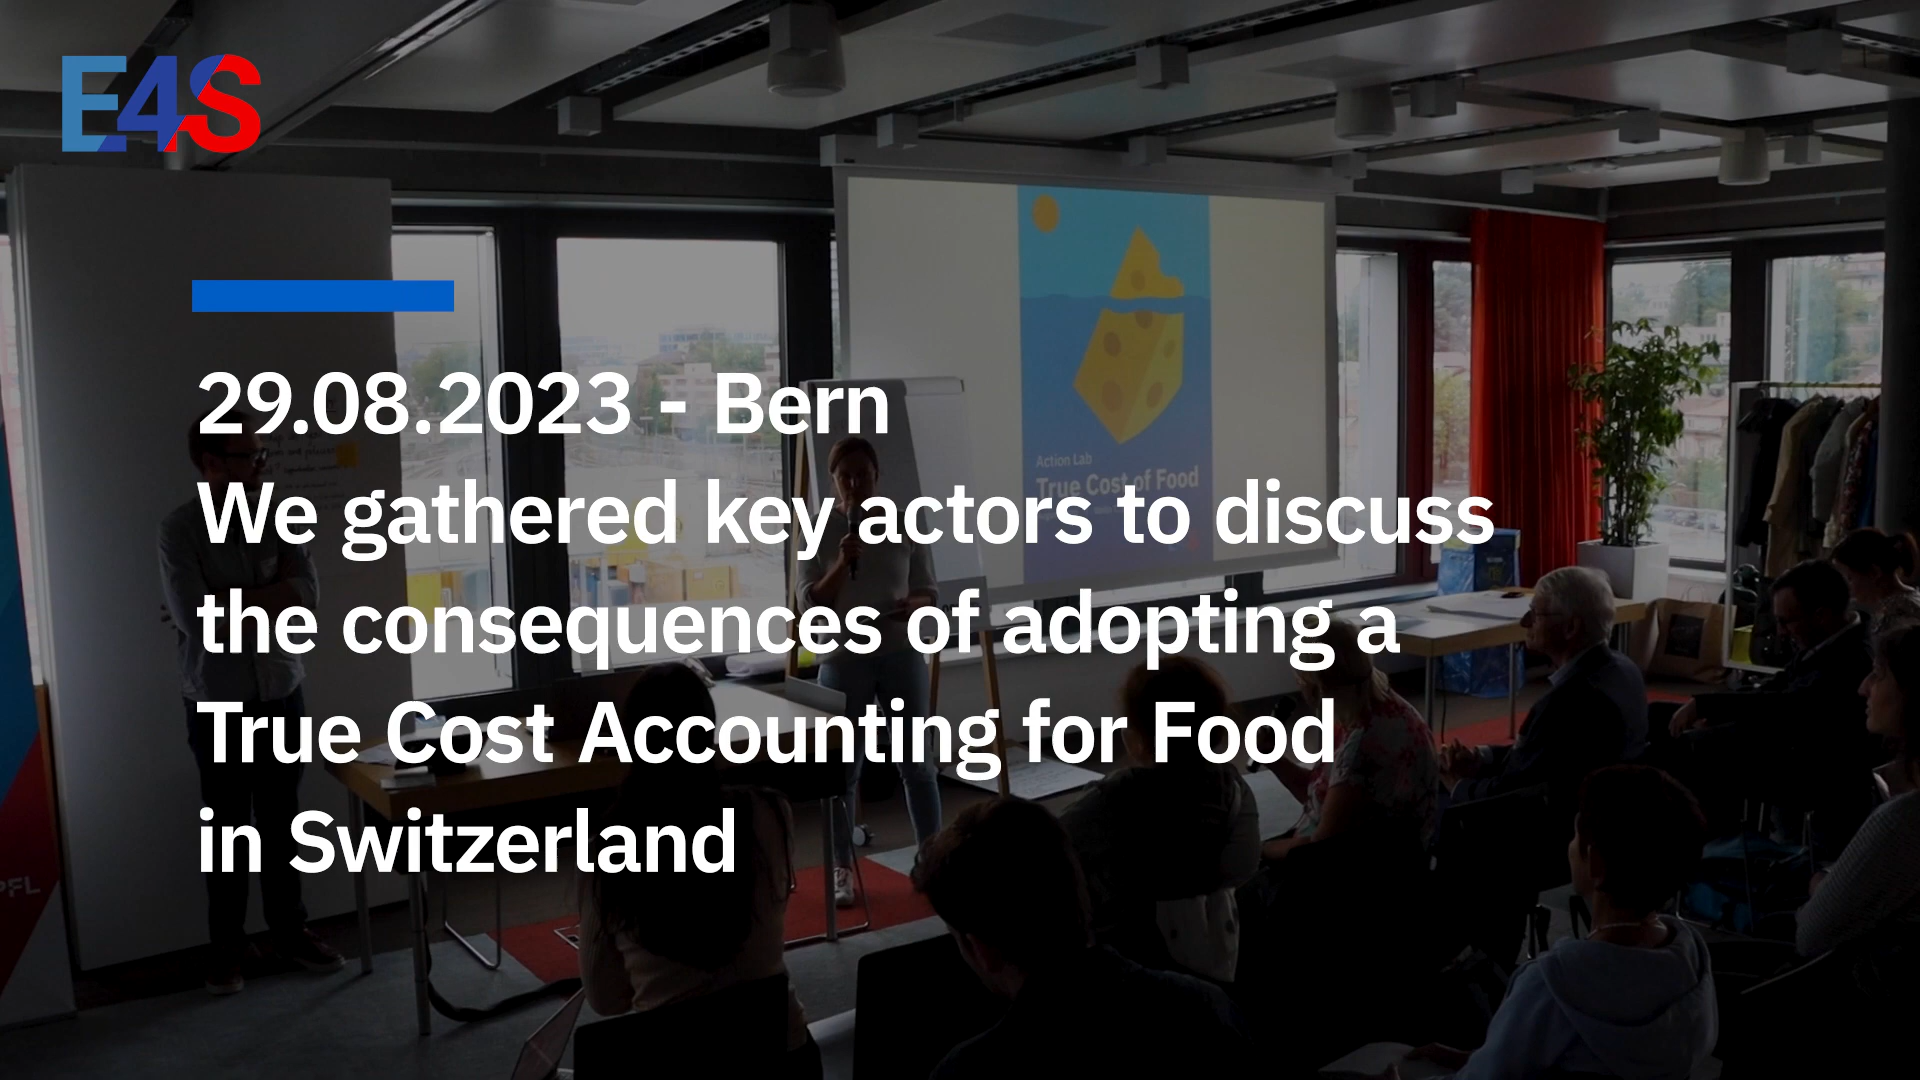 E4S
29.08.2023 - Bern
We gathered key actors to discuss
the consequences of adopting a
True Cost Accounting for Food
in Switzerland
Action Lab
True Cost of Food
PFL